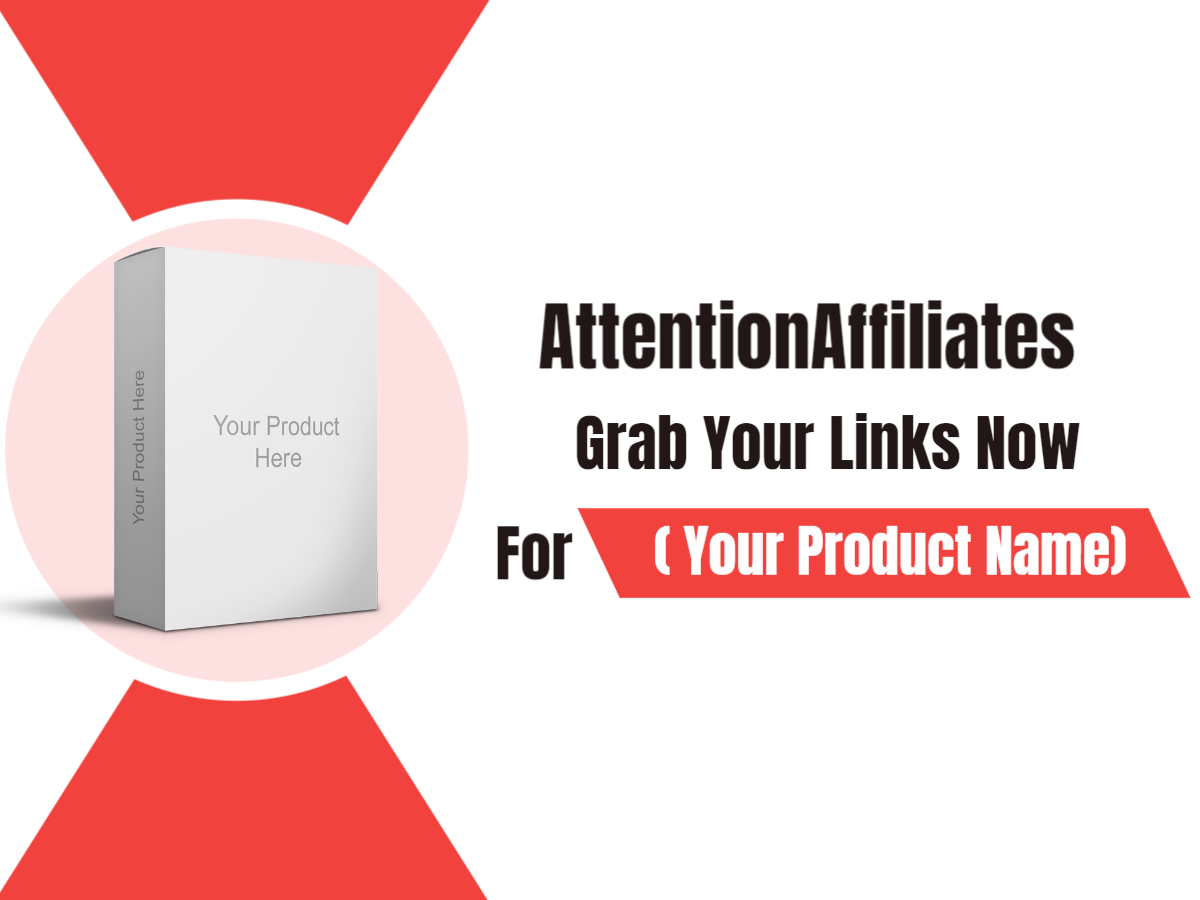 Your Product Here
Your Product
Here
AttentionAffiliates
Grab Your Links Now
For ( Your Product Name)